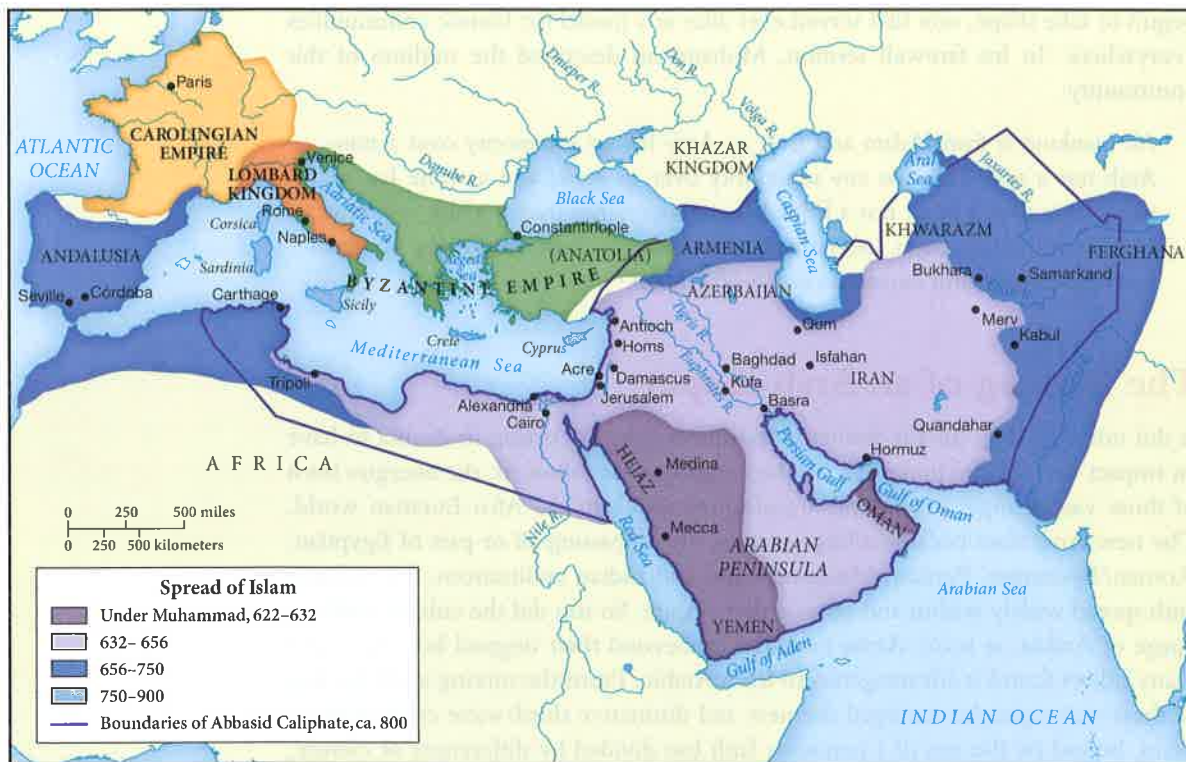 Paris
CAROLINGIAN
EMPIRE
ATLANTIC
OCEAN
Venice
LOMBARD
KINGDOM
Rome
Naples
Adriatic Sea
Corsica
Sardinia
Sicily
Dnieper R.
Don R.
Volga R.
Danube R.
KHAZAR
KINGDOM
Black Sea
Caspian Sea
Aral
Sea
Jaxartes R.
Constantinople
(ANATOLIA)
BYZANTINE EMPIRE
Aegean
Sea
ARMENIA
AZERBAIJAN
KHWARAZM
FERGHANA
Bukhara
Samarkand
Oxus R.
Merv
Kabul
ANDALUSIA
Seville
Córdoba
Carthage
Tripoli
Mediterranean Sea
Crete
Cyprus
Antioch
Homs
Acre
Damascus
Jerusalem
Alexandria
Cairo
Tigris R.
Euphrates R.
Baghdad
Kufa
Basra
Qum
Isfahan
IRAN
Quandahar
Hormuz
Persian Gulf
Gulf of Oman
OMAN
AFRICA
Nile R.
Red Sea
HEJAZ
Medina
Mecca
ARABIAN
PENINSULA
YEMEN
Gulf of Aden
Arabian Sea
INDIAN OCEAN
0 250 500 miles
0 250 500 kilometers
Spread of Islam
Under Muhammad, 622–632
632–656
656–750
750–900
Boundaries of Abbasid Caliphate, ca. 800